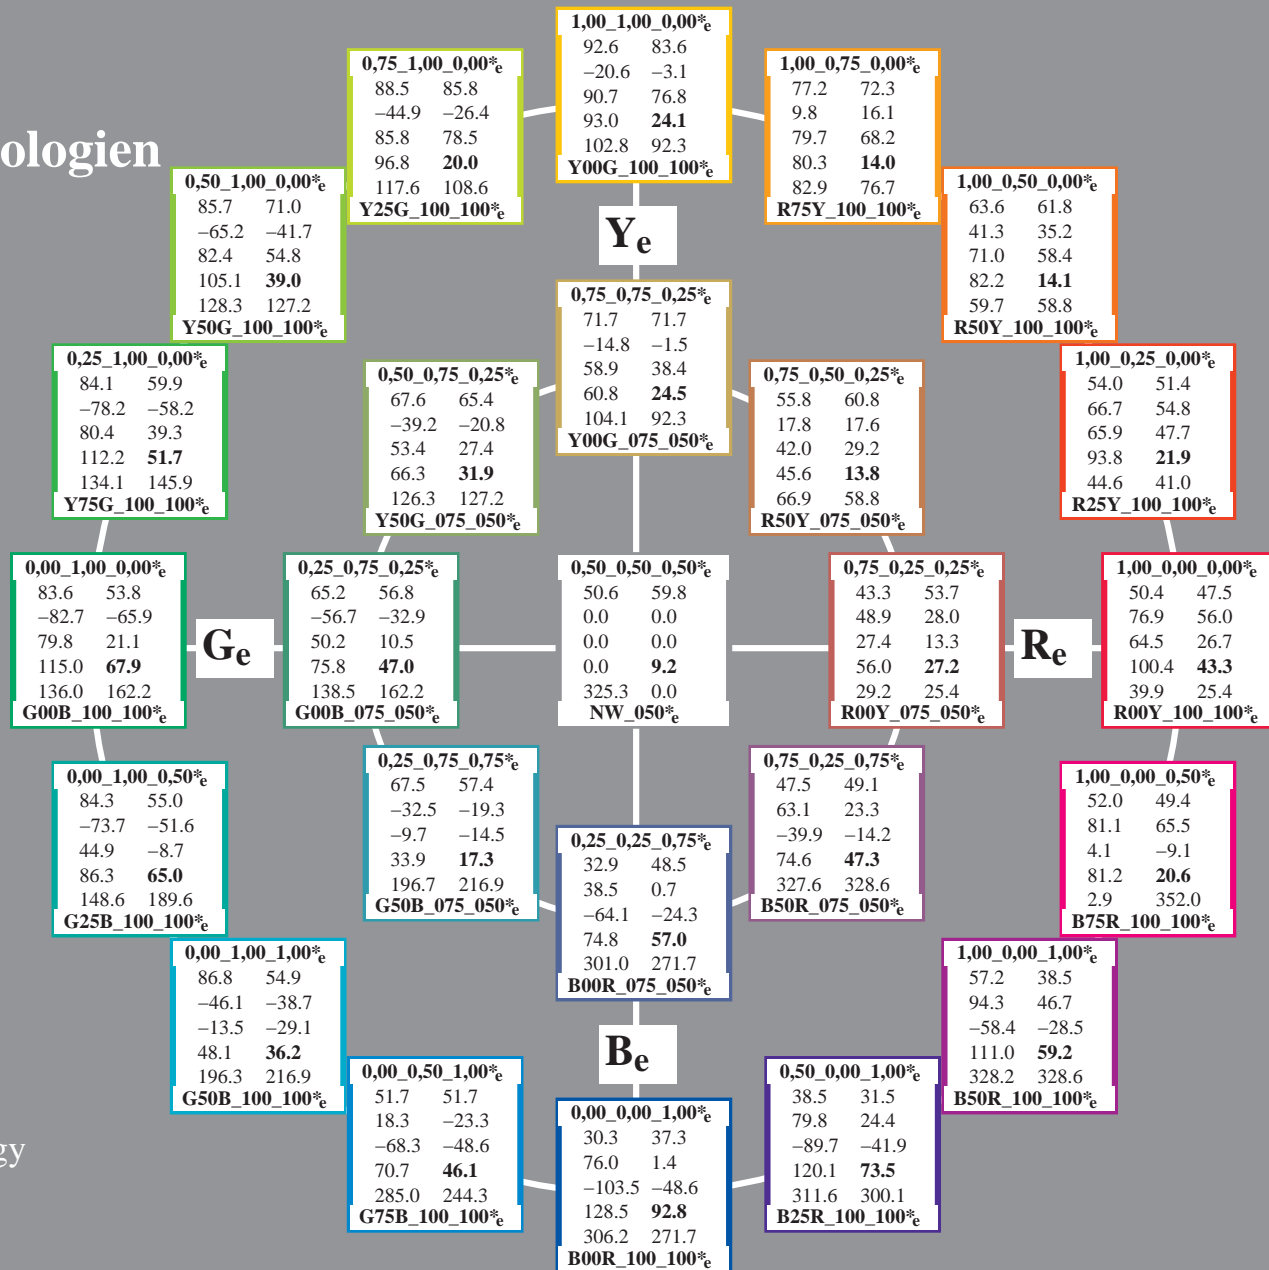 1,00_1,00_0,00*e
92.6 83.6
−20.6 −3.1
90.7 76.8
93.0 24.1
102.8 92.3
Y00G_100_100*e
0,75_1,00_0,00*e
88.5 85.8
−44.9 −26.4
85.8 78.5
96.8 20.0
117.6 108.6
Y25G_100_100*e
1,00_0,75_0,00*e
77.2 72.3
9.8 16.1
79.7 68.2
80.3 14.0
82.9 76.7
R75Y_100_100*e
ologien
0,50_1,00_0,00*e
85.7 71.0
−65.2 −41.7
82.4 54.8
105.1 39.0
128.3 127.2
Y50G_100_100*e
1,00_0,50_0,00*e
63.6 61.8
41.3 35.2
71.0 58.4
82.2 14.1
59.7 58.8
R50Y_100_100*e
Ye
0,75_0,75_0,25*e
71.7 71.7
−14.8 −1.5
58.9 38.4
60.8 24.5
104.1 92.3
Y00G_075_050*e
0,25_1,00_0,00*e
84.1 59.9
−78.2 −58.2
80.4 39.3
112.2 51.7
134.1 145.9
Y75G_100_100*e
0,50_0,75_0,25*e
67.6 65.4
−39.2 −20.8
53.4 27.4
66.3 31.9
126.3 127.2
Y50G_075_050*e
0,75_0,50_0,25*e
55.8 60.8
17.8 17.6
42.0 29.2
45.6 13.8
66.9 58.8
R50Y_075_050*e
1,00_0,25_0,00*e
54.0 51.4
66.7 54.8
65.9 47.7
93.8 21.9
44.6 41.0
R25Y_100_100*e
0,00_1,00_0,00*e
83.6 53.8
−82.7 −65.9
79.8 21.1
115.0 67.9
136.0 162.2
G00B_100_100*e
Ge
0,25_0,75_0,25*e
65.2 56.8
−56.7 −32.9
50.2 10.5
75.8 47.0
138.5 162.2
G00B_075_050*e
0,50_0,50_0,50*e
50.6 59.8
0.0 0.0
0.0 0.0
0.0 9.2
325.3 0.0
NW_050*e
0,75_0,25_0,25*e
43.3 53.7
48.9 28.0
27.4 13.3
56.0 27.2
29.2 25.4
R00Y_075_050*e
Re
1,00_0,00_0,00*e
50.4 47.5
76.9 56.0
64.5 26.7
100.4 43.3
39.9 25.4
R00Y_100_100*e
0,00_1,00_0,50*e
84.3 55.0
−73.7 −51.6
44.9 −8.7
86.3 65.0
148.6 189.6
G25B_100_100*e
0,25_0,75_0,75*e
67.5 57.4
−32.5 −19.3
−9.7 −14.5
33.9 17.3
196.7 216.9
G50B_075_050*e
0,75_0,25_0,75*e
47.5 49.1
63.1 23.3
−39.9 −14.2
74.6 47.3
327.6 328.6
B50R_075_050*e
1,00_0,00_0,50*e
52.0 49.4
81.1 65.5
4.1 −9.1
81.2 20.6
2.9 352.0
B75R_100_100*e
0,25_0,25_0,75*e
32.9 48.5
38.5 0.7
−64.1 −24.3
74.8 57.0
301.0 271.7
B00R_075_050*e
0,00_1,00_1,00*e
86.8 54.9
−46.1 −38.7
−13.5 −29.1
48.1 36.2
196.3 216.9
G50B_100_100*e
1,00_0,00_1,00*e
57.2 38.5
94.3 46.7
−58.4 −28.5
111.0 59.2
328.2 328.6
B50R_100_100*e
Be
0,00_0,50_1,00*e
51.7 51.7
18.3 −23.3
−68.3 −48.6
70.7 46.1
285.0 244.3
G75B_100_100*e
0,50_0,00_1,00*e
38.5 31.5
79.8 24.4
−89.7 −41.9
120.1 73.5
311.6 300.1
B25R_100_100*e
gy
0,00_0,00_1,00*e
30.3 37.3
76.0 1.4
−103.5 −48.6
128.5 92.8
306.2 271.7
B00R_100_100*e